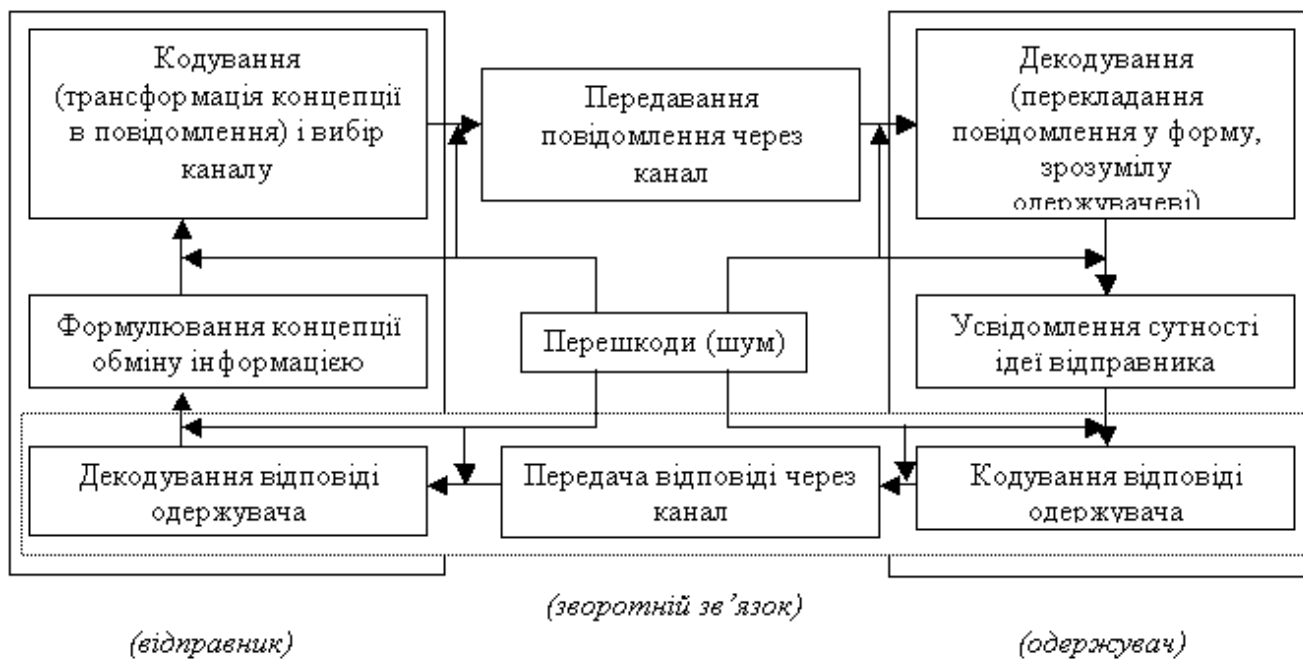 Кодування
(трансформація концепції
в повідомлення) і вибір
каналу
Передавання
повідомлення через
канал
Декодування
(перекладання
повідомлення у форму,
зрозумілу
одержувачеві)
Формулювання концепції
обміну інформацією
Перешкоди (шум)
Усвідомлення сутності
ідеї відправника
Декодування відповіді
одержувача
Передача відповіді через
канал
Кодування відповіді
одержувача
(зворотній зв’язок)
(відправник)
(одержувач)